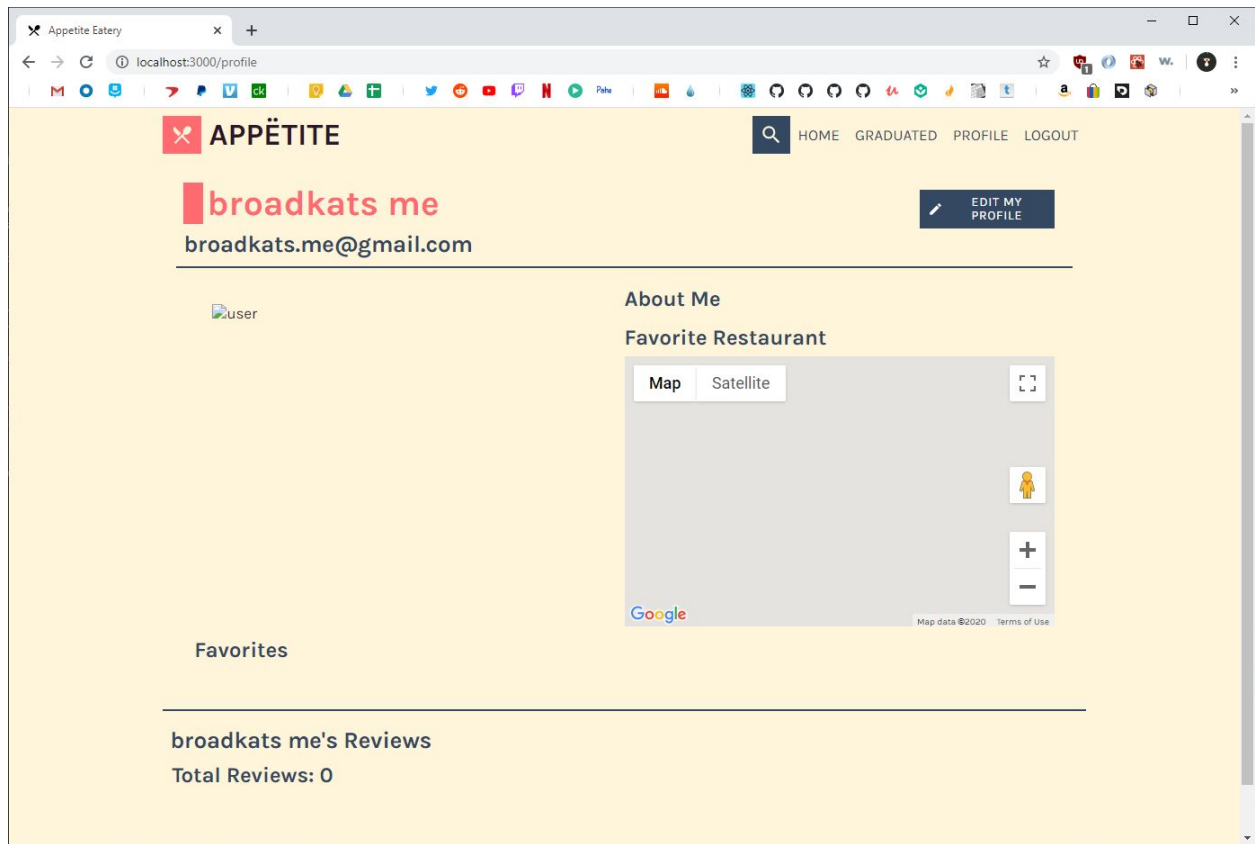 Appetite Eatery
localhost:3000/profile
Pahe
APPËTITE
HOME GRADUATED PROFILE LOGOUT
broadkats me
EDIT MY
PROFILE
broadkats.me@gmail.com
user
About Me
Favorite Restaurant
Map Satellite
Google
Map data ©2020 Terms of Use
Favorites
broadkats me's Reviews
Total Reviews: 0